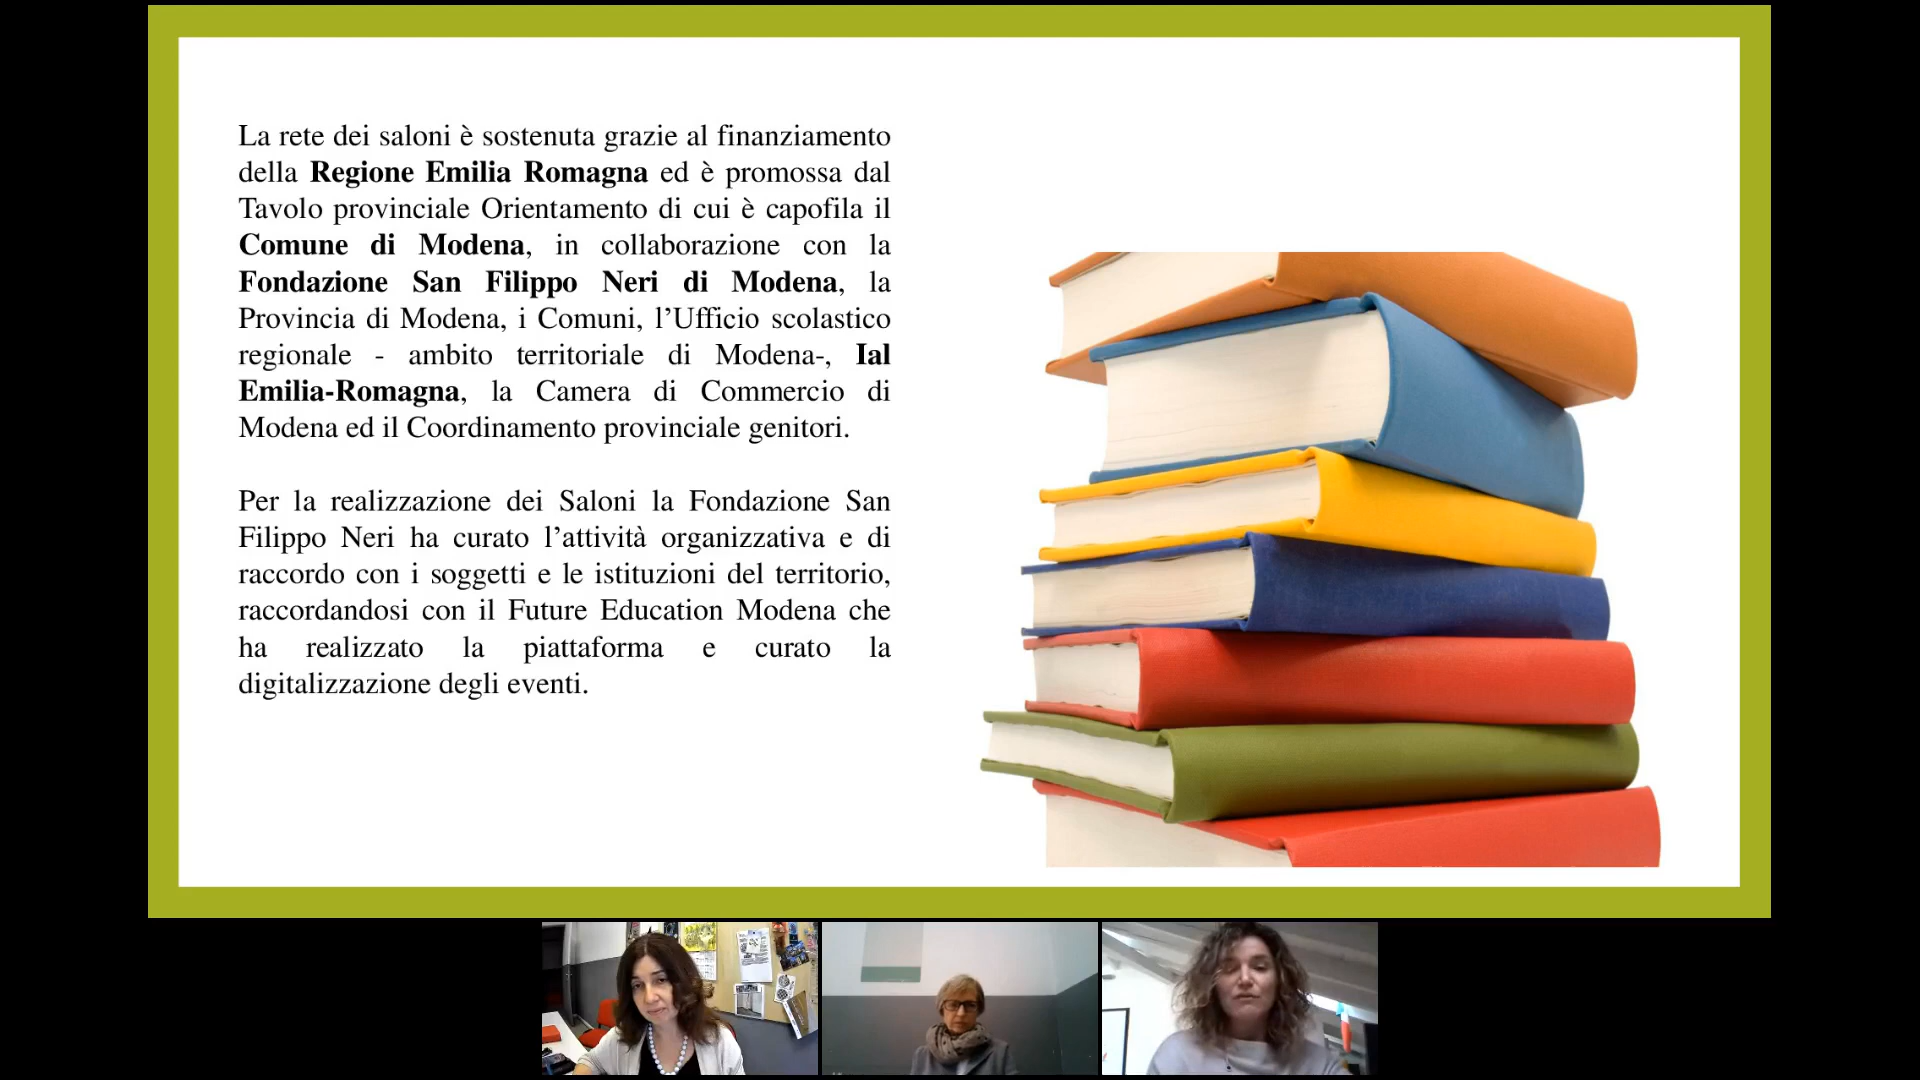 La rete dei saloni è sostenuta grazie al finanziamento
della Regione Emilia Romagna ed è promossa dal
Tavolo provinciale Orientamento di cui è capofila il
Comune di Modena, in collaborazione con la
Fondazione San Filippo Neri di Modena, la
Provincia di Modena, i Comuni, l’Ufficio scolastico
regionale - ambito territoriale di Modena-, Ial
Emilia-Romagna, la Camera di Commercio di
Modena ed il Coordinamento provinciale genitori.
Per la realizzazione dei Saloni la Fondazione San
Filippo Neri ha curato l’attività organizzativa e di
raccordo con i soggetti e le istituzioni del territorio,
raccordandosi con il Future Education Modena che
ha realizzato la piattaforma e curato la
digitalizzazione degli eventi.